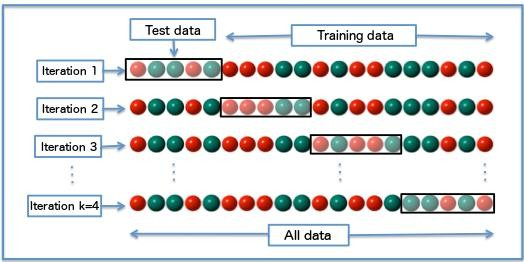 Test data
Training data
Iteration 1
Iteration 2
Iteration 3
Iteration k=4
All data